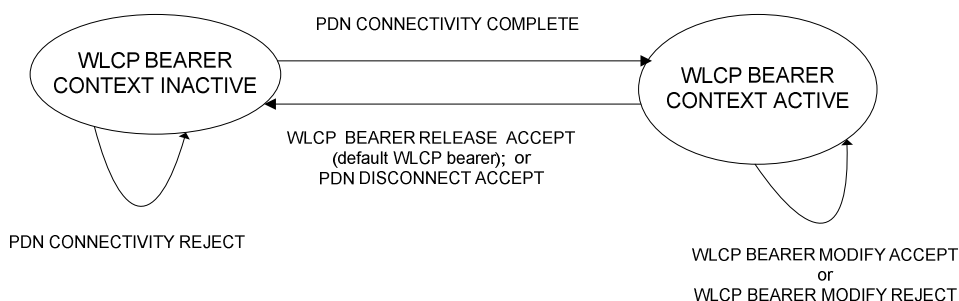 PDN CONNECTIVITY COMPLETE
WLCP BEARER
CONTEXT INACTIVE
WLCP BEARER
CONTEXT ACTIVE
WLCP BEARER RELEASE ACCEPT
(default WLCP bearer); or
PDN DISCONNECT ACCEPT
PDN CONNECTIVITY REJECT
WLCP BEARER MODIFY ACCEPT
or
WLCP BEARER MODIFY REJECT